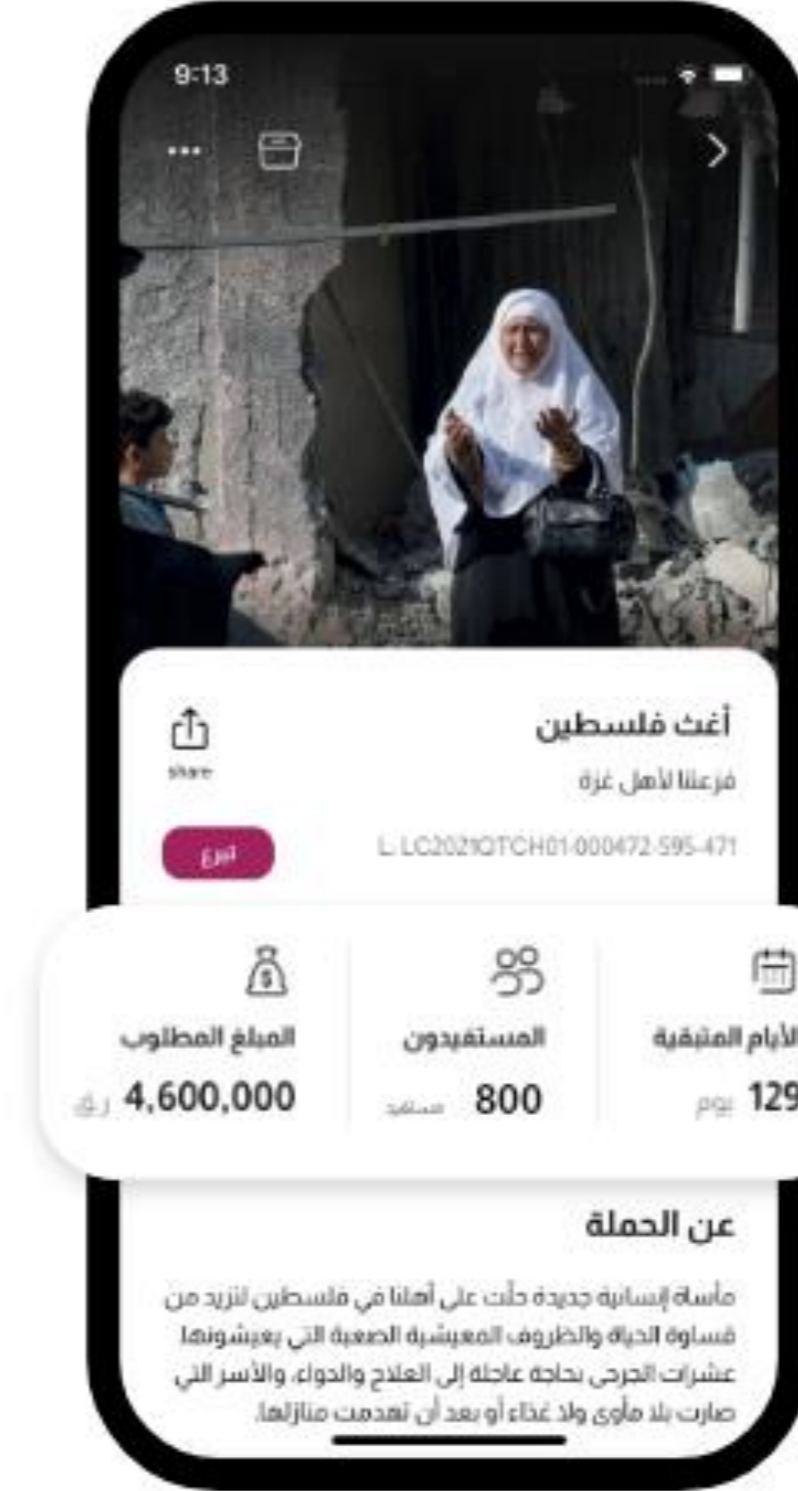 9:13
أغث فلسطين
share
فزعتنا لأهل غزة
L. LC2021QTCH01-000472-595-471
تبرع
الأيام المتبقية
المستفيدون
المبلغ المطلوب
129 يوم
800 مستفيد
4,600,000 ر.ق
عن الحملة
مأساة إنسانية جديدة حلّت على أهلنا في فلسطين لتزيد من
قساوة الحياة والظروف المعيشية الصعبة التي يعيشونها
عشرات الجرحى بحاجة عاجلة إلى العلاج والدواء، والأسر التي
صارت بلا مأوى ولا غذاء أو بعد أن تهدمت منازلها.